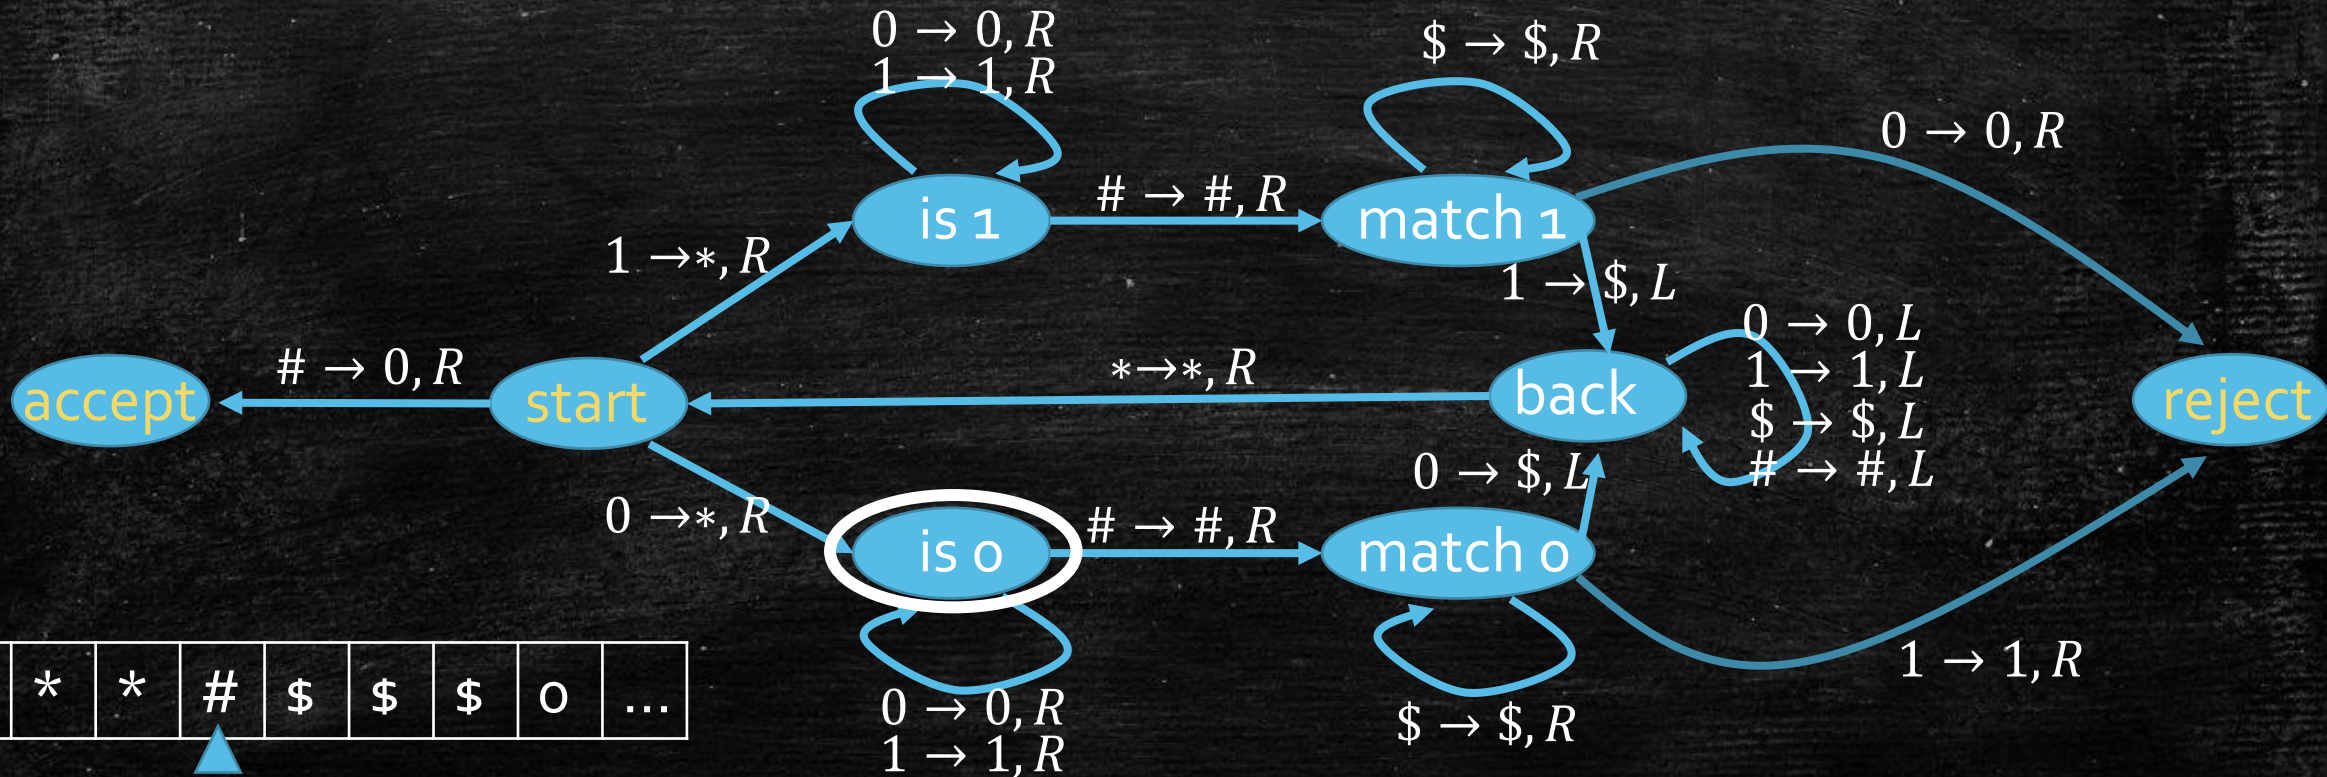 0 → 0, R
1 → 1, R
$ → $, R
0 → 0, R
# → #, R
is 1
match 1
1 →*, R
1 → $, L
0 → 0, L
1 → 1, L
$ → $, L
# → #, L
# → 0, R
*→*, R
accept
start
back
reject
0 → $, L
0 →*, R
# → #, R
is 0
match 0
1 → 1, R
* * # $ $ $ 0 ...
0 → 0, R
1 → 1, R
$ → $, R